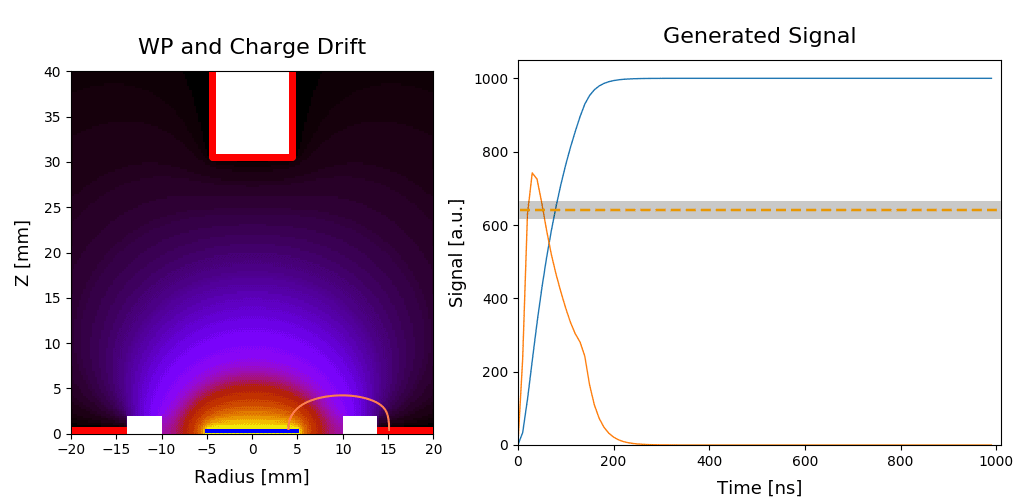 WP and Charge Drift
Z [mm]
40
35
30
25
20
15
10
5
0
−20 −15 −10 −5 0 5 10 15 20
Radius [mm]
Generated Signal
Signal [a.u.]
1000
800
600
400
200
0
0 200 400 600 800 1000
Time [ns]